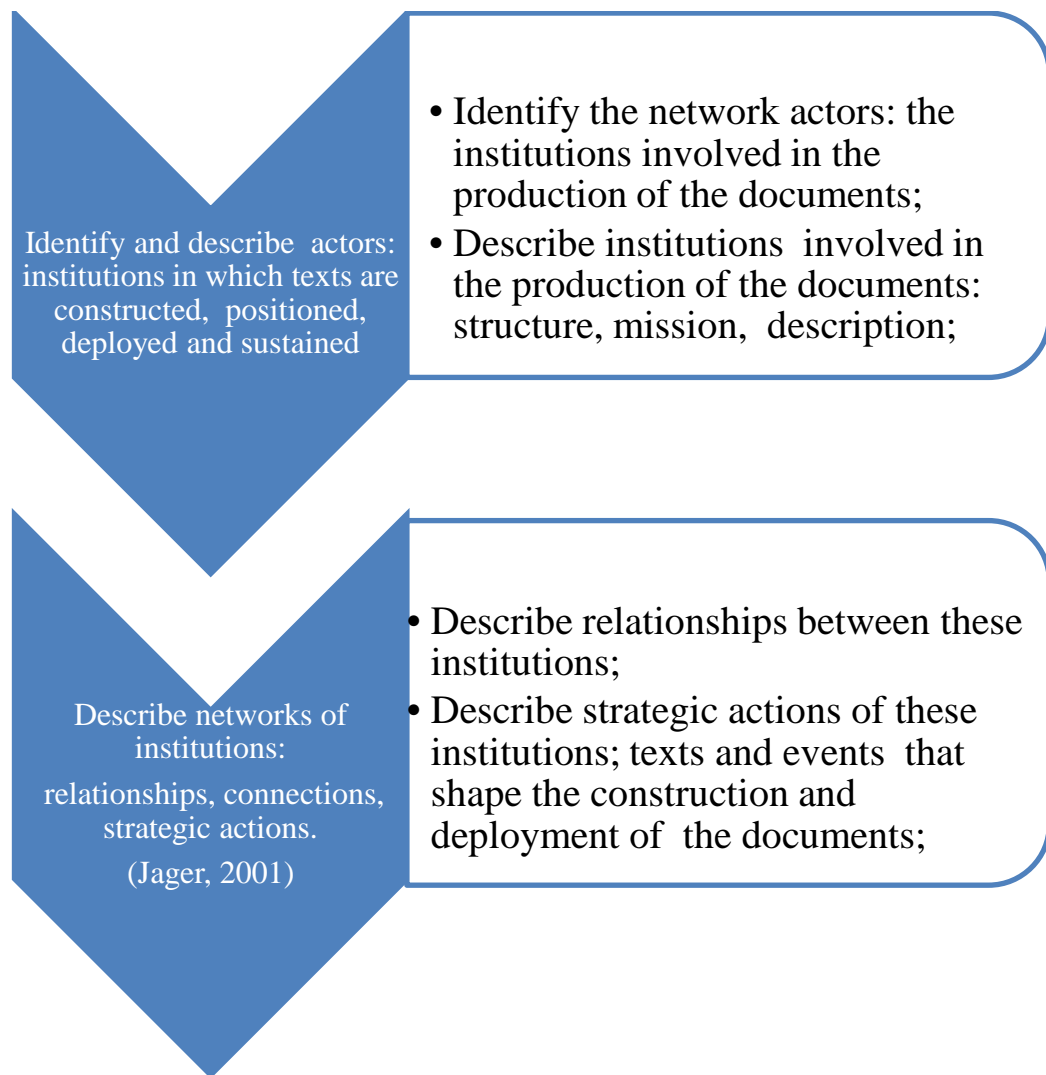 Identify and describe  actors:
institutions in which texts are
constructed,  positioned,
deployed and sustained
• Identify the network actors: the
institutions involved in the
production of the documents;
• Describe institutions  involved in
the production of the documents:
structure, mission,  description;
Describe networks of
institutions:
relationships, connections,
strategic actions.
(Jager, 2001)
• Describe relationships between these
institutions;
• Describe strategic actions of these
institutions; texts and events  that
shape the construction and
deployment of  the documents;